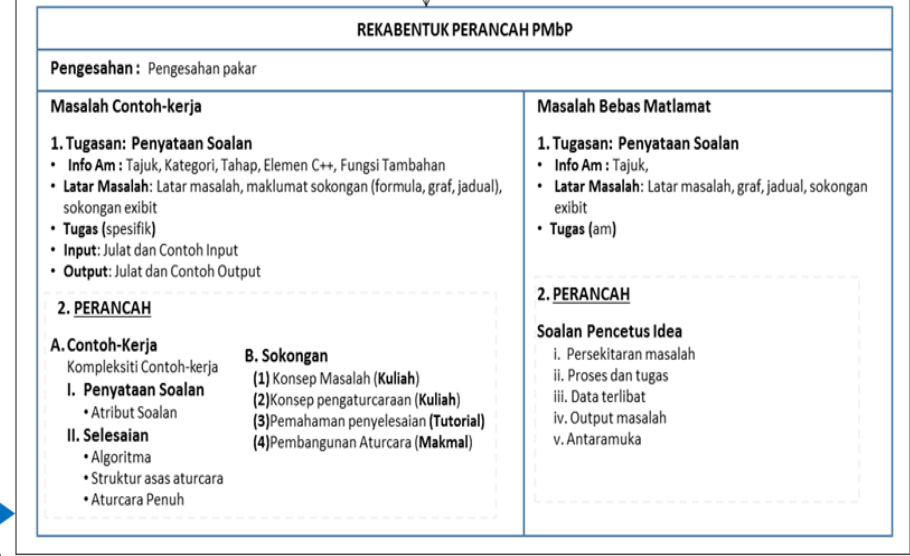 REKABENTUK PERANCAH PMbP
Pengesahan : Pengesahan pakar
Masalah Contoh-kerja
1. Tugasan: Penyataan Soalan
• Info Am : Tajuk, Kategori, Tahap, Elemen C++, Fungsi Tambahan
• Latar Masalah: Latar masalah, maklumat sokongan (formula, graf, jadual),
sokongan exibit
• Tugas (spesifik)
• Input: Julat dan Contoh Input
• Output: Julat dan Contoh Output
2. PERANCAH
A. Contoh-Kerja
Kompleksiti Contoh-kerja
I. Penyataan Soalan
• Atribut Soalan
II. Selesaian
• Algoritma
• Struktur asas aturcara
• Aturcara Penuh
B. Sokongan
(1) Konsep Masalah (Kuliah)
(2)Konsep pengaturcaraan (Kuliah)
(3)Pemahaman penyelesaian (Tutorial)
(4)Pembangunan Aturcara (Makmal)
Masalah Bebas Matlamat
1. Tugasan: Penyataan Soalan
• Info Am : Tajuk,
• Latar Masalah: Latar masalah, graf, jadual, sokongan
exibit
• Tugas (am)
2. PERANCAH
Soalan Pencetus Idea
i. Persekitaran masalah
ii. Proses dan tugas
iii. Data terlibat
iv. Output masalah
v. Antaramuka